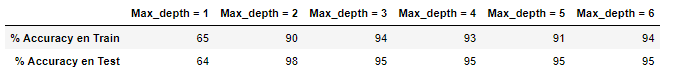 Max_depth = 1 Max_depth = 2 Max_depth = 3 Max_depth = 4 Max_depth = 5 Max_depth = 6
% Accuracy en Train 65 90 94 93 91 94
% Accuracy en Test 64 98 95 95 95 95